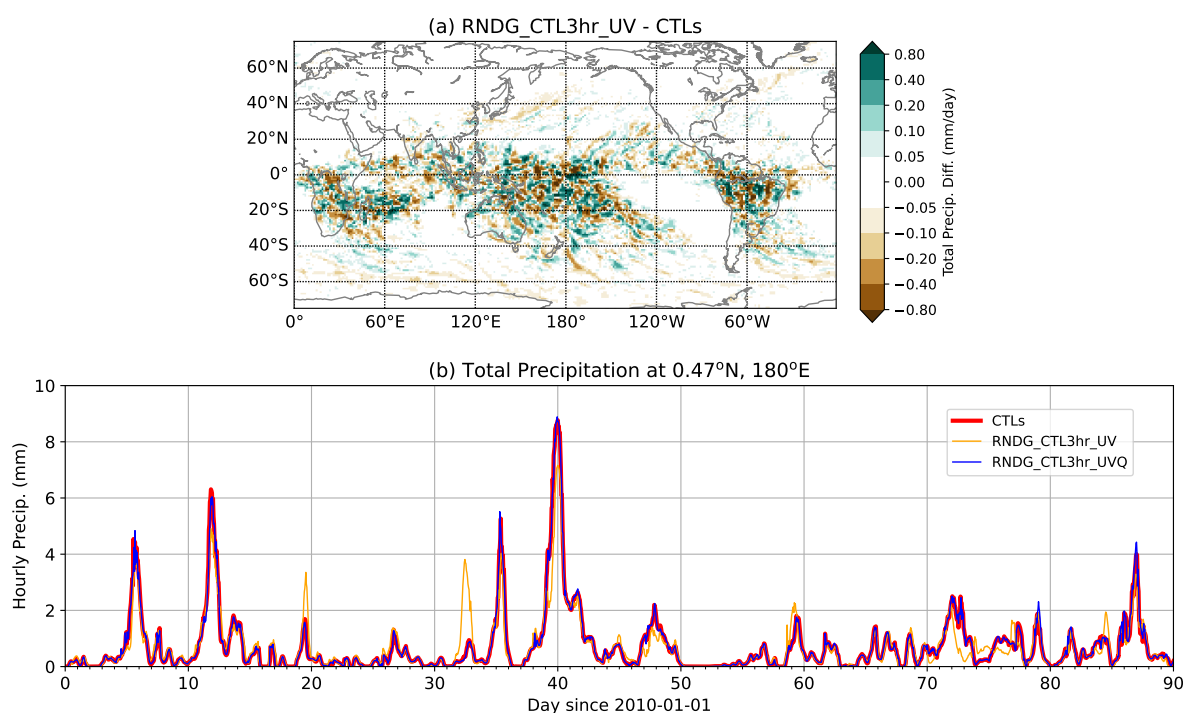 (a) RNDG_CTL3hr_UV - CTLs
60°N
40°N
20°N
0°
20°S
40°S
60°S
0° 60°E 120°E 180° 120°W 60°W
0.80
0.40
0.20
0.10
0.05
0.00
−0.05
−0.10
−0.20
−0.40
−0.80
Total Precip. Diff. (mm/day)
(b) Total Precipitation at 0.47°N, 180°E
10
8
6
4
2
0
Hourly Precip. (mm)
CTLs
RNDG_CTL3hr_UV
RNDG_CTL3hr_UVQ
0 10 20 30 40 50 60 70 80 90
Day since 2010-01-01